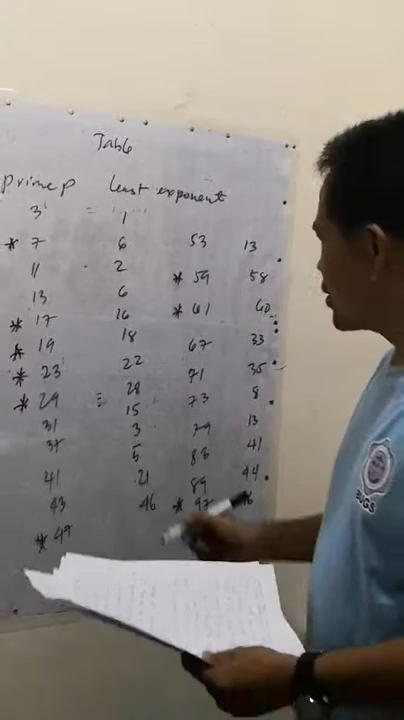 Table
prime p least exponent
3 = 1
* 7 6 53 13
11 2 * 59 58
13 6 * 61 60
* 17 16 67 33
* 19 18 71 35
* 23 22 73 8
* 29 = 28 79 13
31 15 83 41
37 3 89 44
41 5 * 97
43 21
* 47 46
BUGS